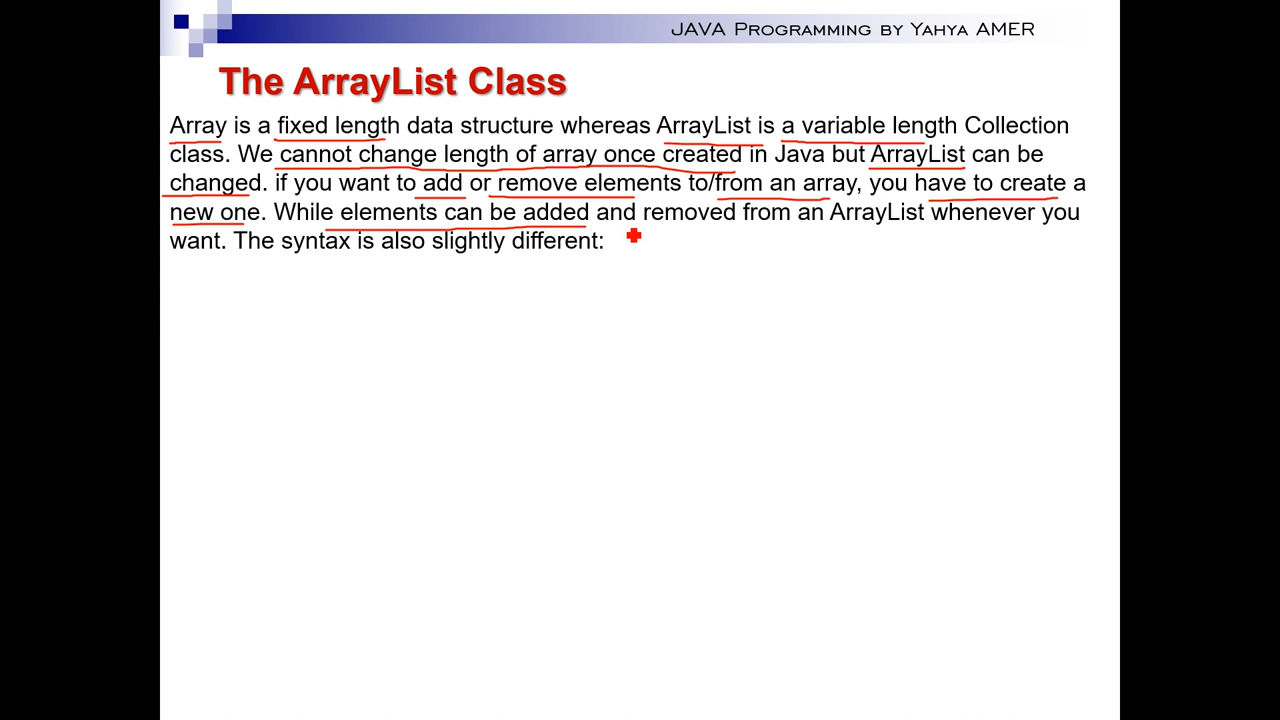 JAVA Programming by Yahya AMER
The ArrayList Class
Array is a fixed length data structure whereas ArrayList is a variable length Collection
class. We cannot change length of array once created in Java but ArrayList can be
changed. if you want to add or remove elements to/from an array, you have to create a
new one. While elements can be added and removed from an ArrayList whenever you
want. The syntax is also slightly different: